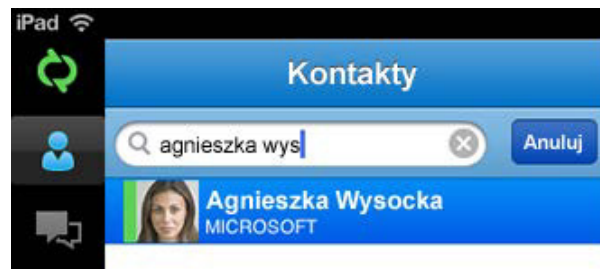 iPad
Kontakty
agnieszka wys
Anuluj
Agnieszka Wysocka
MICROSOFT